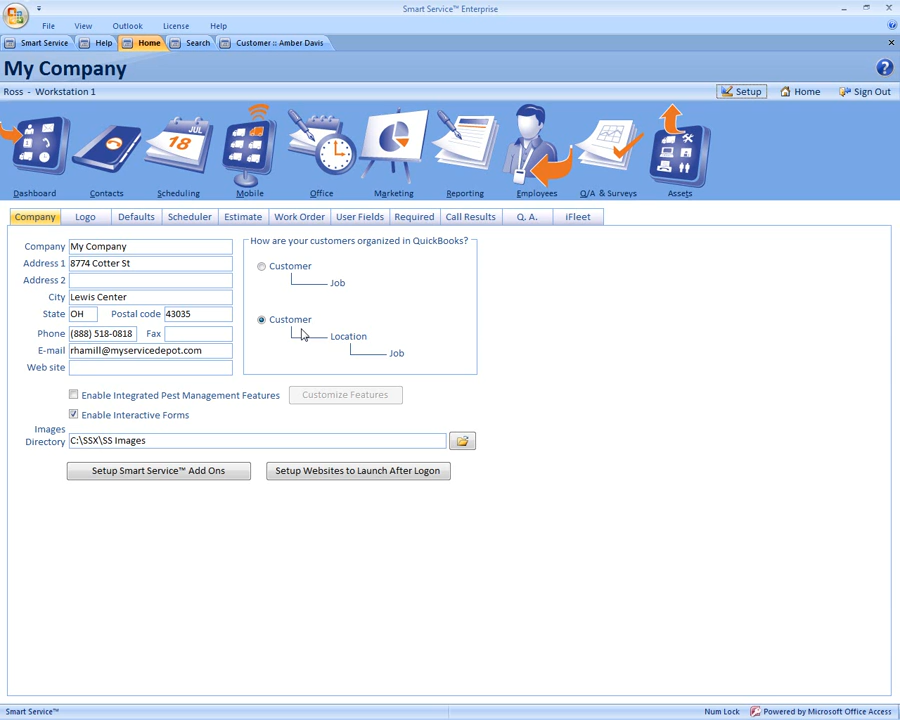 Smart Service™ Enterprise
File View Outlook License Help
Smart Service Help Home Search Customer :: Amber Davis
My Company
Ross - Workstation 1 Setup Home Sign Out
JUL
18
Dashboard Contacts Scheduling Mobile Office Marketing Reporting Employees Q/A & Surveys Assets
Company Logo Defaults Scheduler Estimate Work Order User Fields Required Call Results Q. A. iFleet
How are your customers organized in QuickBooks?
Company My Company
Address 1 8774 Cotter St
Customer
Address 2
Job
City Lewis Center
State OH Postal code 43035
Customer
Phone (888) 518-0818 Fax
Location
E-mail rhamill@myservicedepot.com
Job
Web site
Enable Integrated Pest Management Features Customize Features
Enable Interactive Forms
Images
Directory C:\SSX\SS Images
Setup Smart Service™ Add Ons Setup Websites to Launch After Logon
Smart Service™ Num Lock Powered by Microsoft Office Access